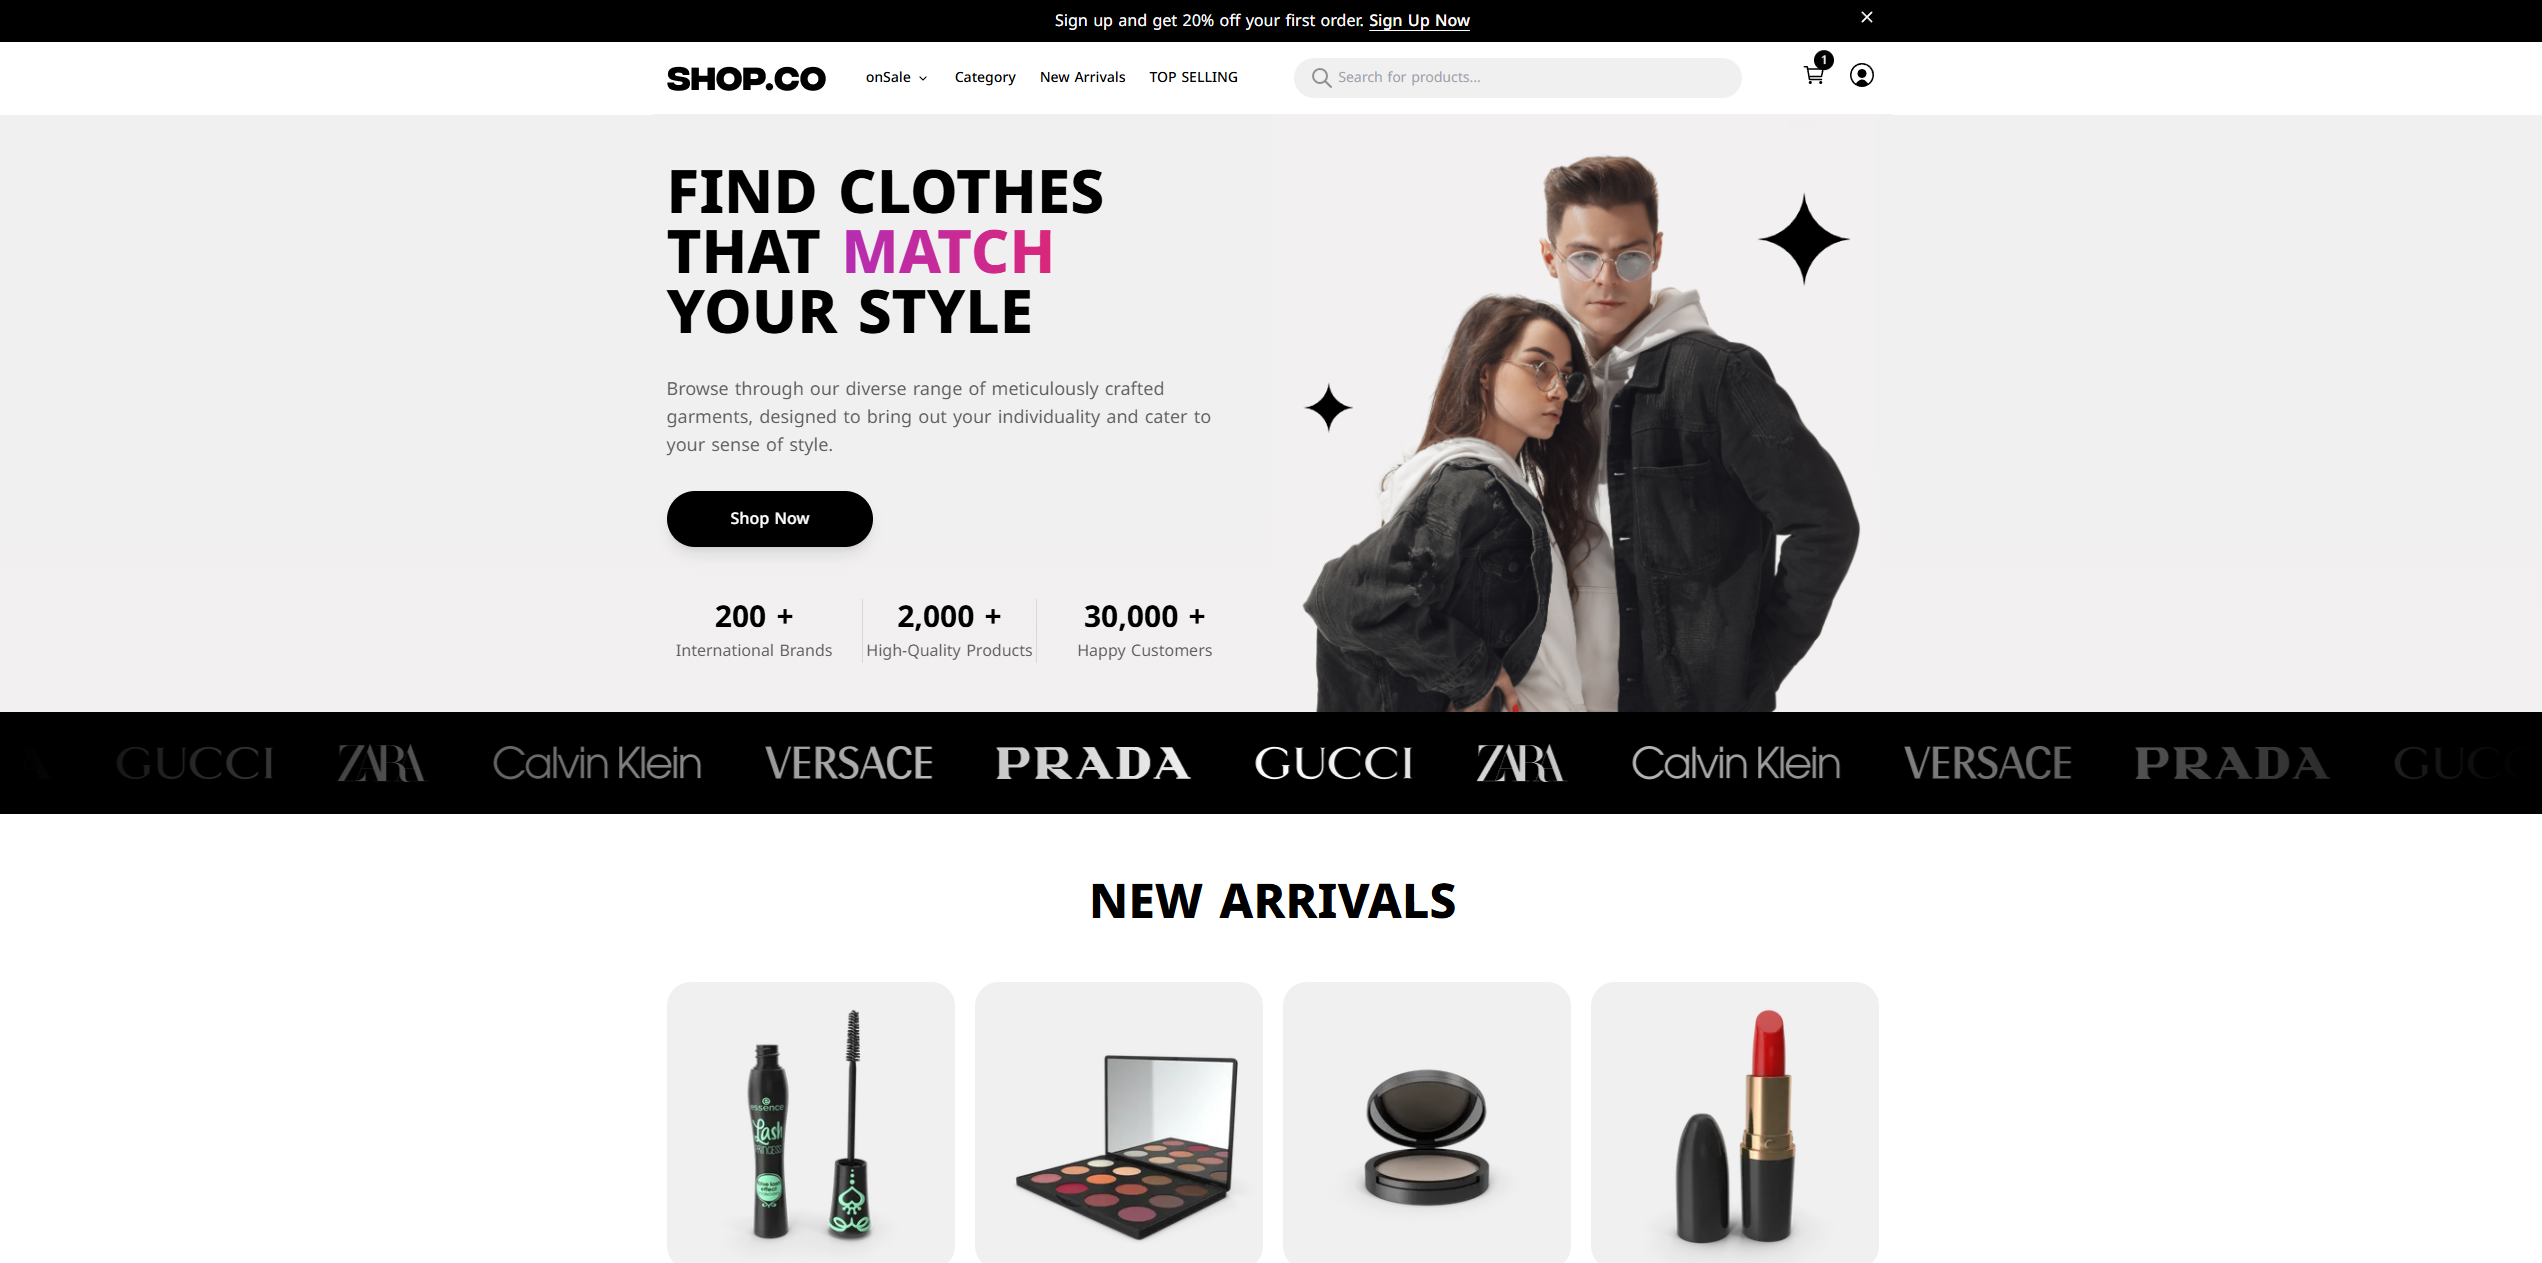 Sign up and get 20% off your first order. Sign Up Now
SHOP.CO
onSale
Category
New Arrivals
TOP SELLING
Search for products...
1
FIND CLOTHES
THAT MATCH
YOUR STYLE
Browse through our diverse range of meticulously crafted
garments, designed to bring out your individuality and cater to
your sense of style.
Shop Now
200 +
International Brands
2,000 +
High-Quality Products
30,000 +
Happy Customers
GUCCI ZARA Calvin Klein VERSACE PRADA GUCCI ZARA Calvin Klein VERSACE PRADA GUCC
NEW ARRIVALS
essence
Lash
PRINCESS